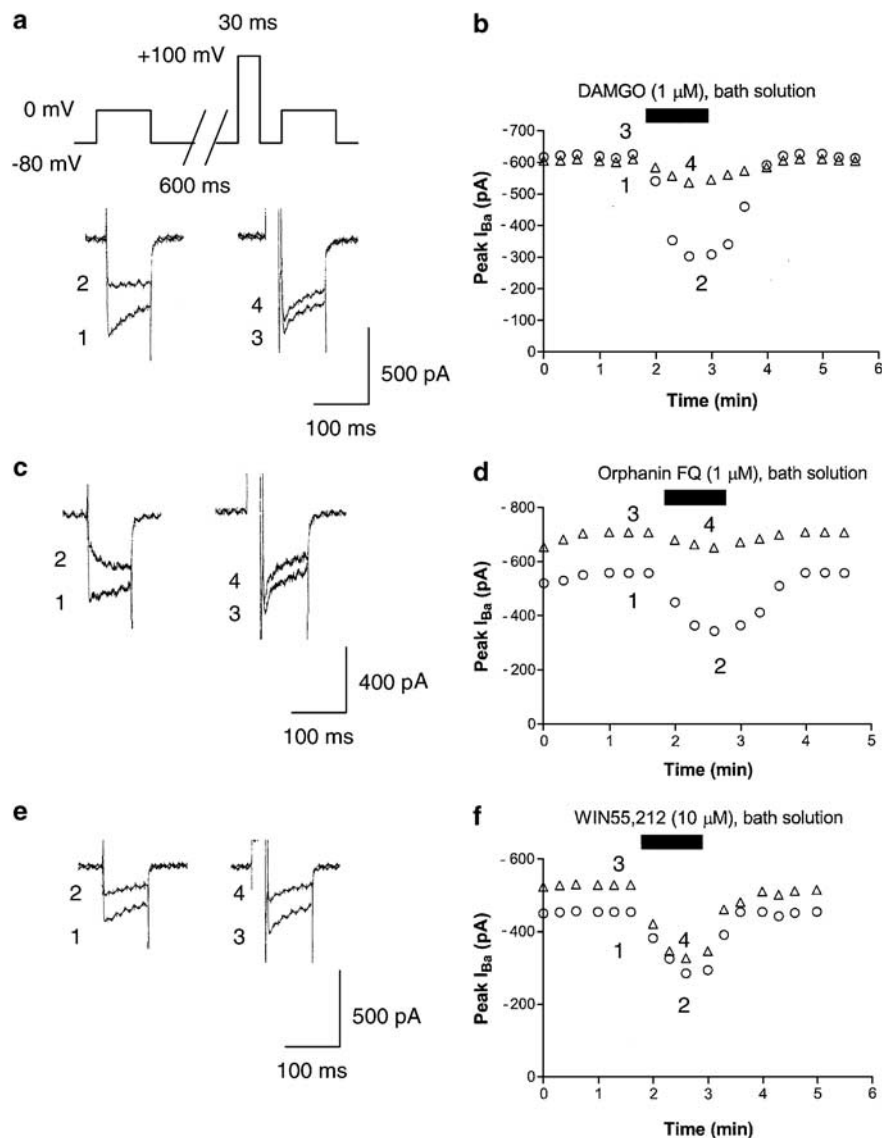 a
30 ms
+100 mV
0 mV
-80 mV
600 ms
2
1
4
3
500 pA
100 ms
b
DAMGO (1 µM), bath solution
Peak I_Ba (pA)
- 700
- 600
- 500
- 400
- 300
- 200
- 100
0
3
1
4
2
0 1 2 3 4 5 6
Time (min)
c
2
1
4
3
400 pA
100 ms
d
Orphanin FQ (1 µM), bath solution
Peak I_Ba (pA)
- 800
- 600
- 400
- 200
0
3
4
1
2
0 1 2 3 4 5
Time (min)
e
2
1
4
3
500 pA
100 ms
f
WIN55,212 (10 µM), bath solution
Peak I_Ba (pA)
- 600
- 400
-200
0
3
1
4
2
0 1 2 3 4 5 6
Time (min)